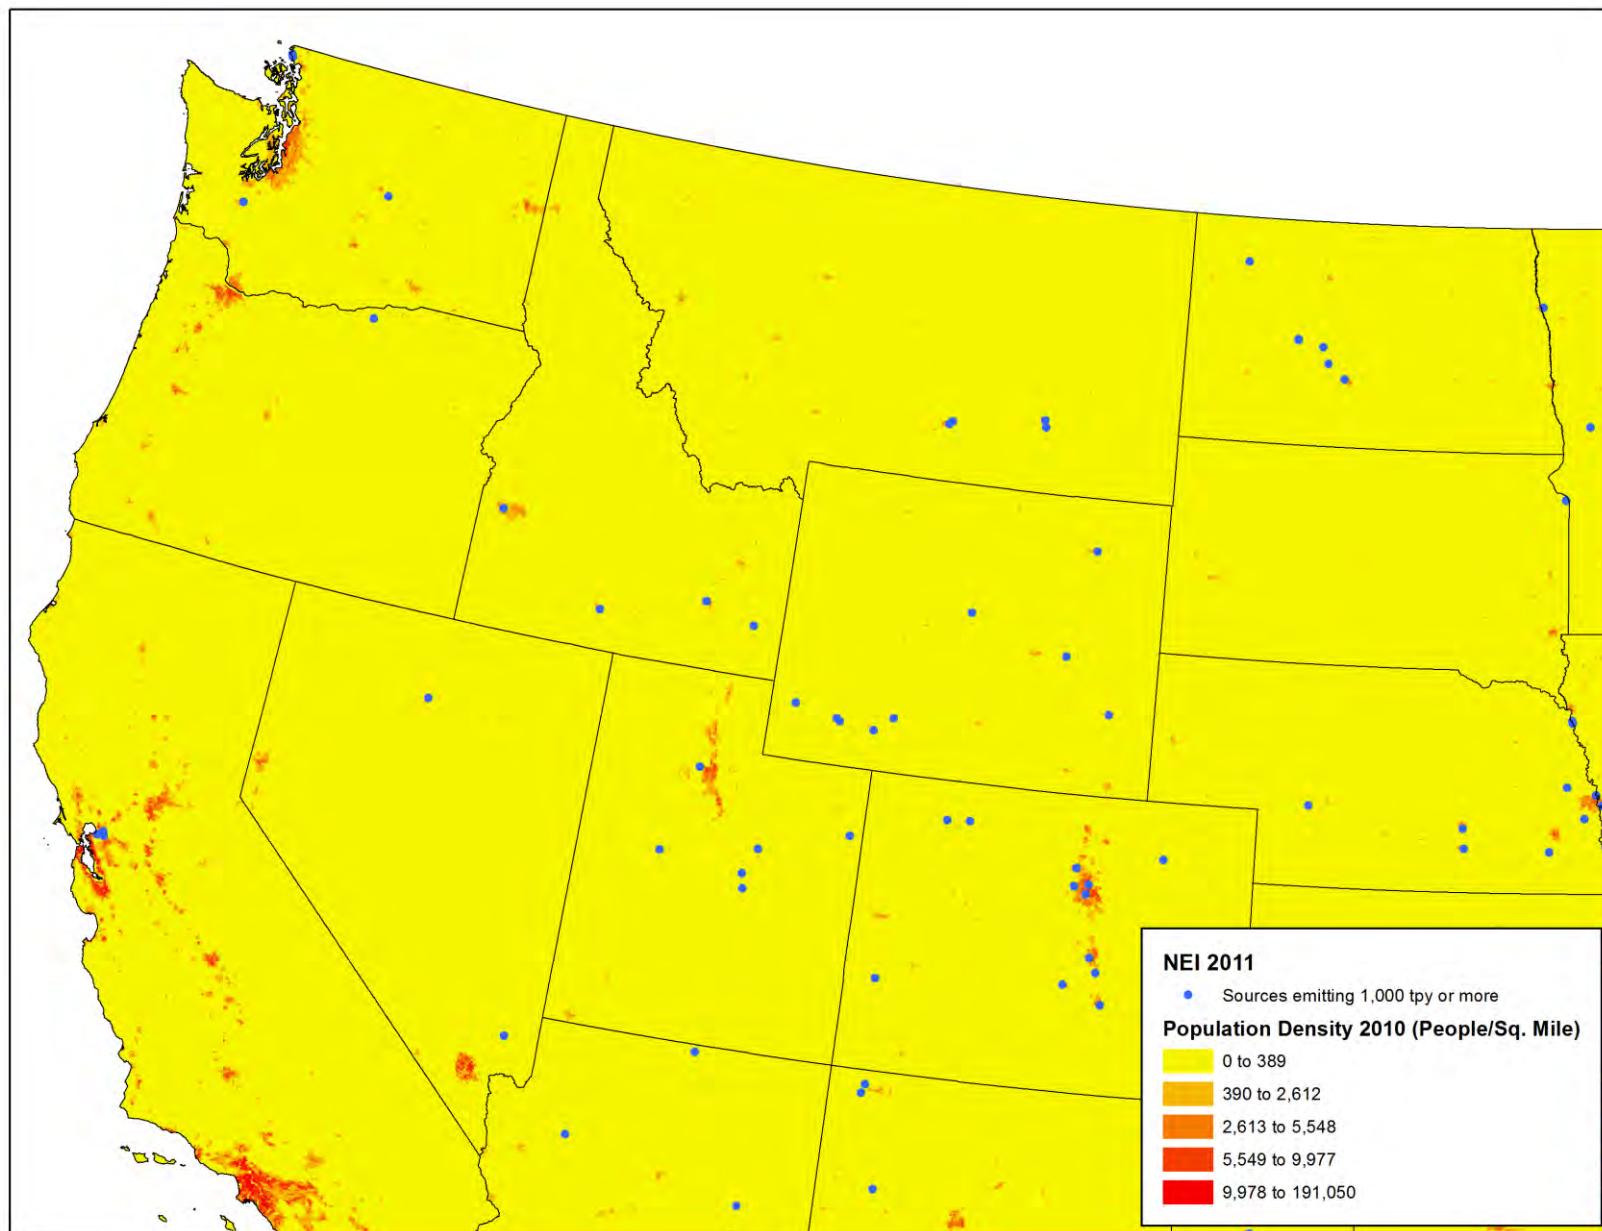 NEI 2011
Sources emitting 1,000 tpy or more
Population Density 2010 (People/Sq. Mile)
0 to 389
390 to 2,612
2,613 to 5,548
5,549 to 9,977
9,978 to 191,050